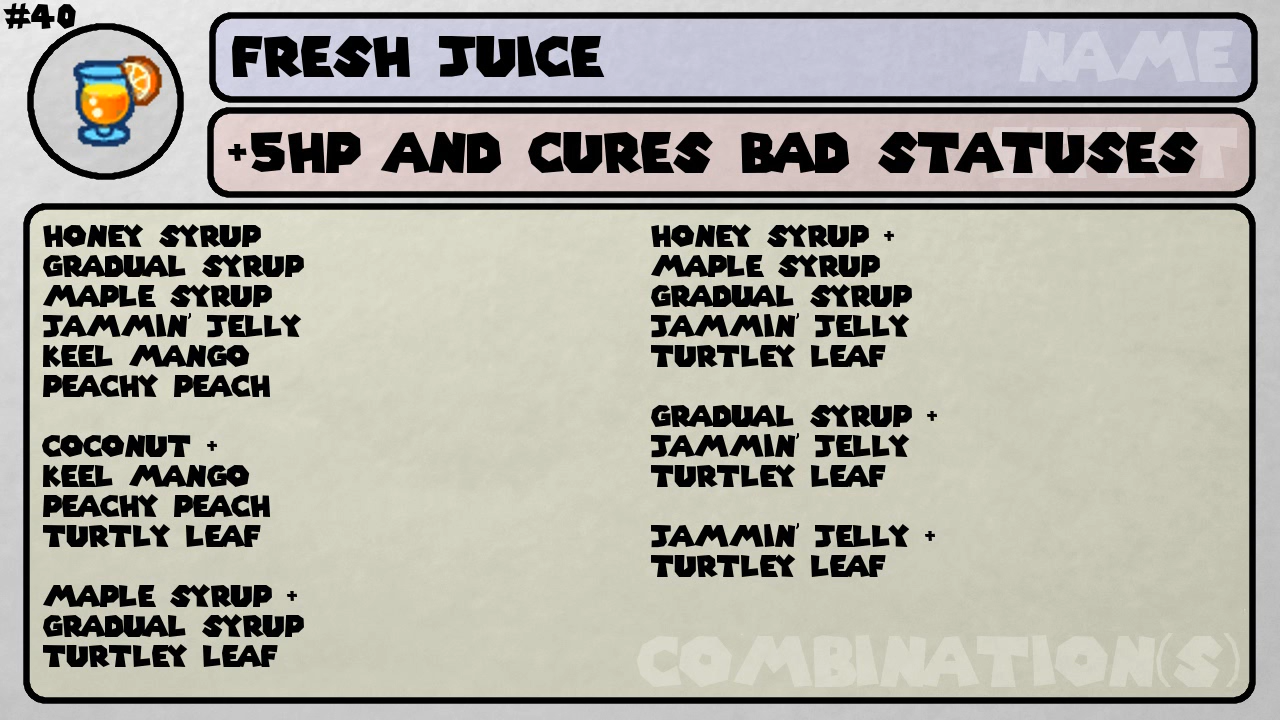 #40
FRESH JUICE
NAME
+5HP AND CURES BAD STATUSES
HONEY SYRUP
GRADUAL SYRUP
MAPLE SYRUP
JAMMIN' JELLY
KEEL MANGO
PEACHY PEACH
COCONUT +
KEEL MANGO
PEACHY PEACH
TURTLY LEAF
MAPLE SYRUP +
GRADUAL SYRUP
TURTLEY LEAF
HONEY SYRUP +
MAPLE SYRUP
GRADUAL SYRUP
JAMMIN' JELLY
TURTLEY LEAF
GRADUAL SYRUP +
JAMMIN' JELLY
TURTLEY LEAF
JAMMIN' JELLY +
TURTLEY LEAF
COMBINATION(S)